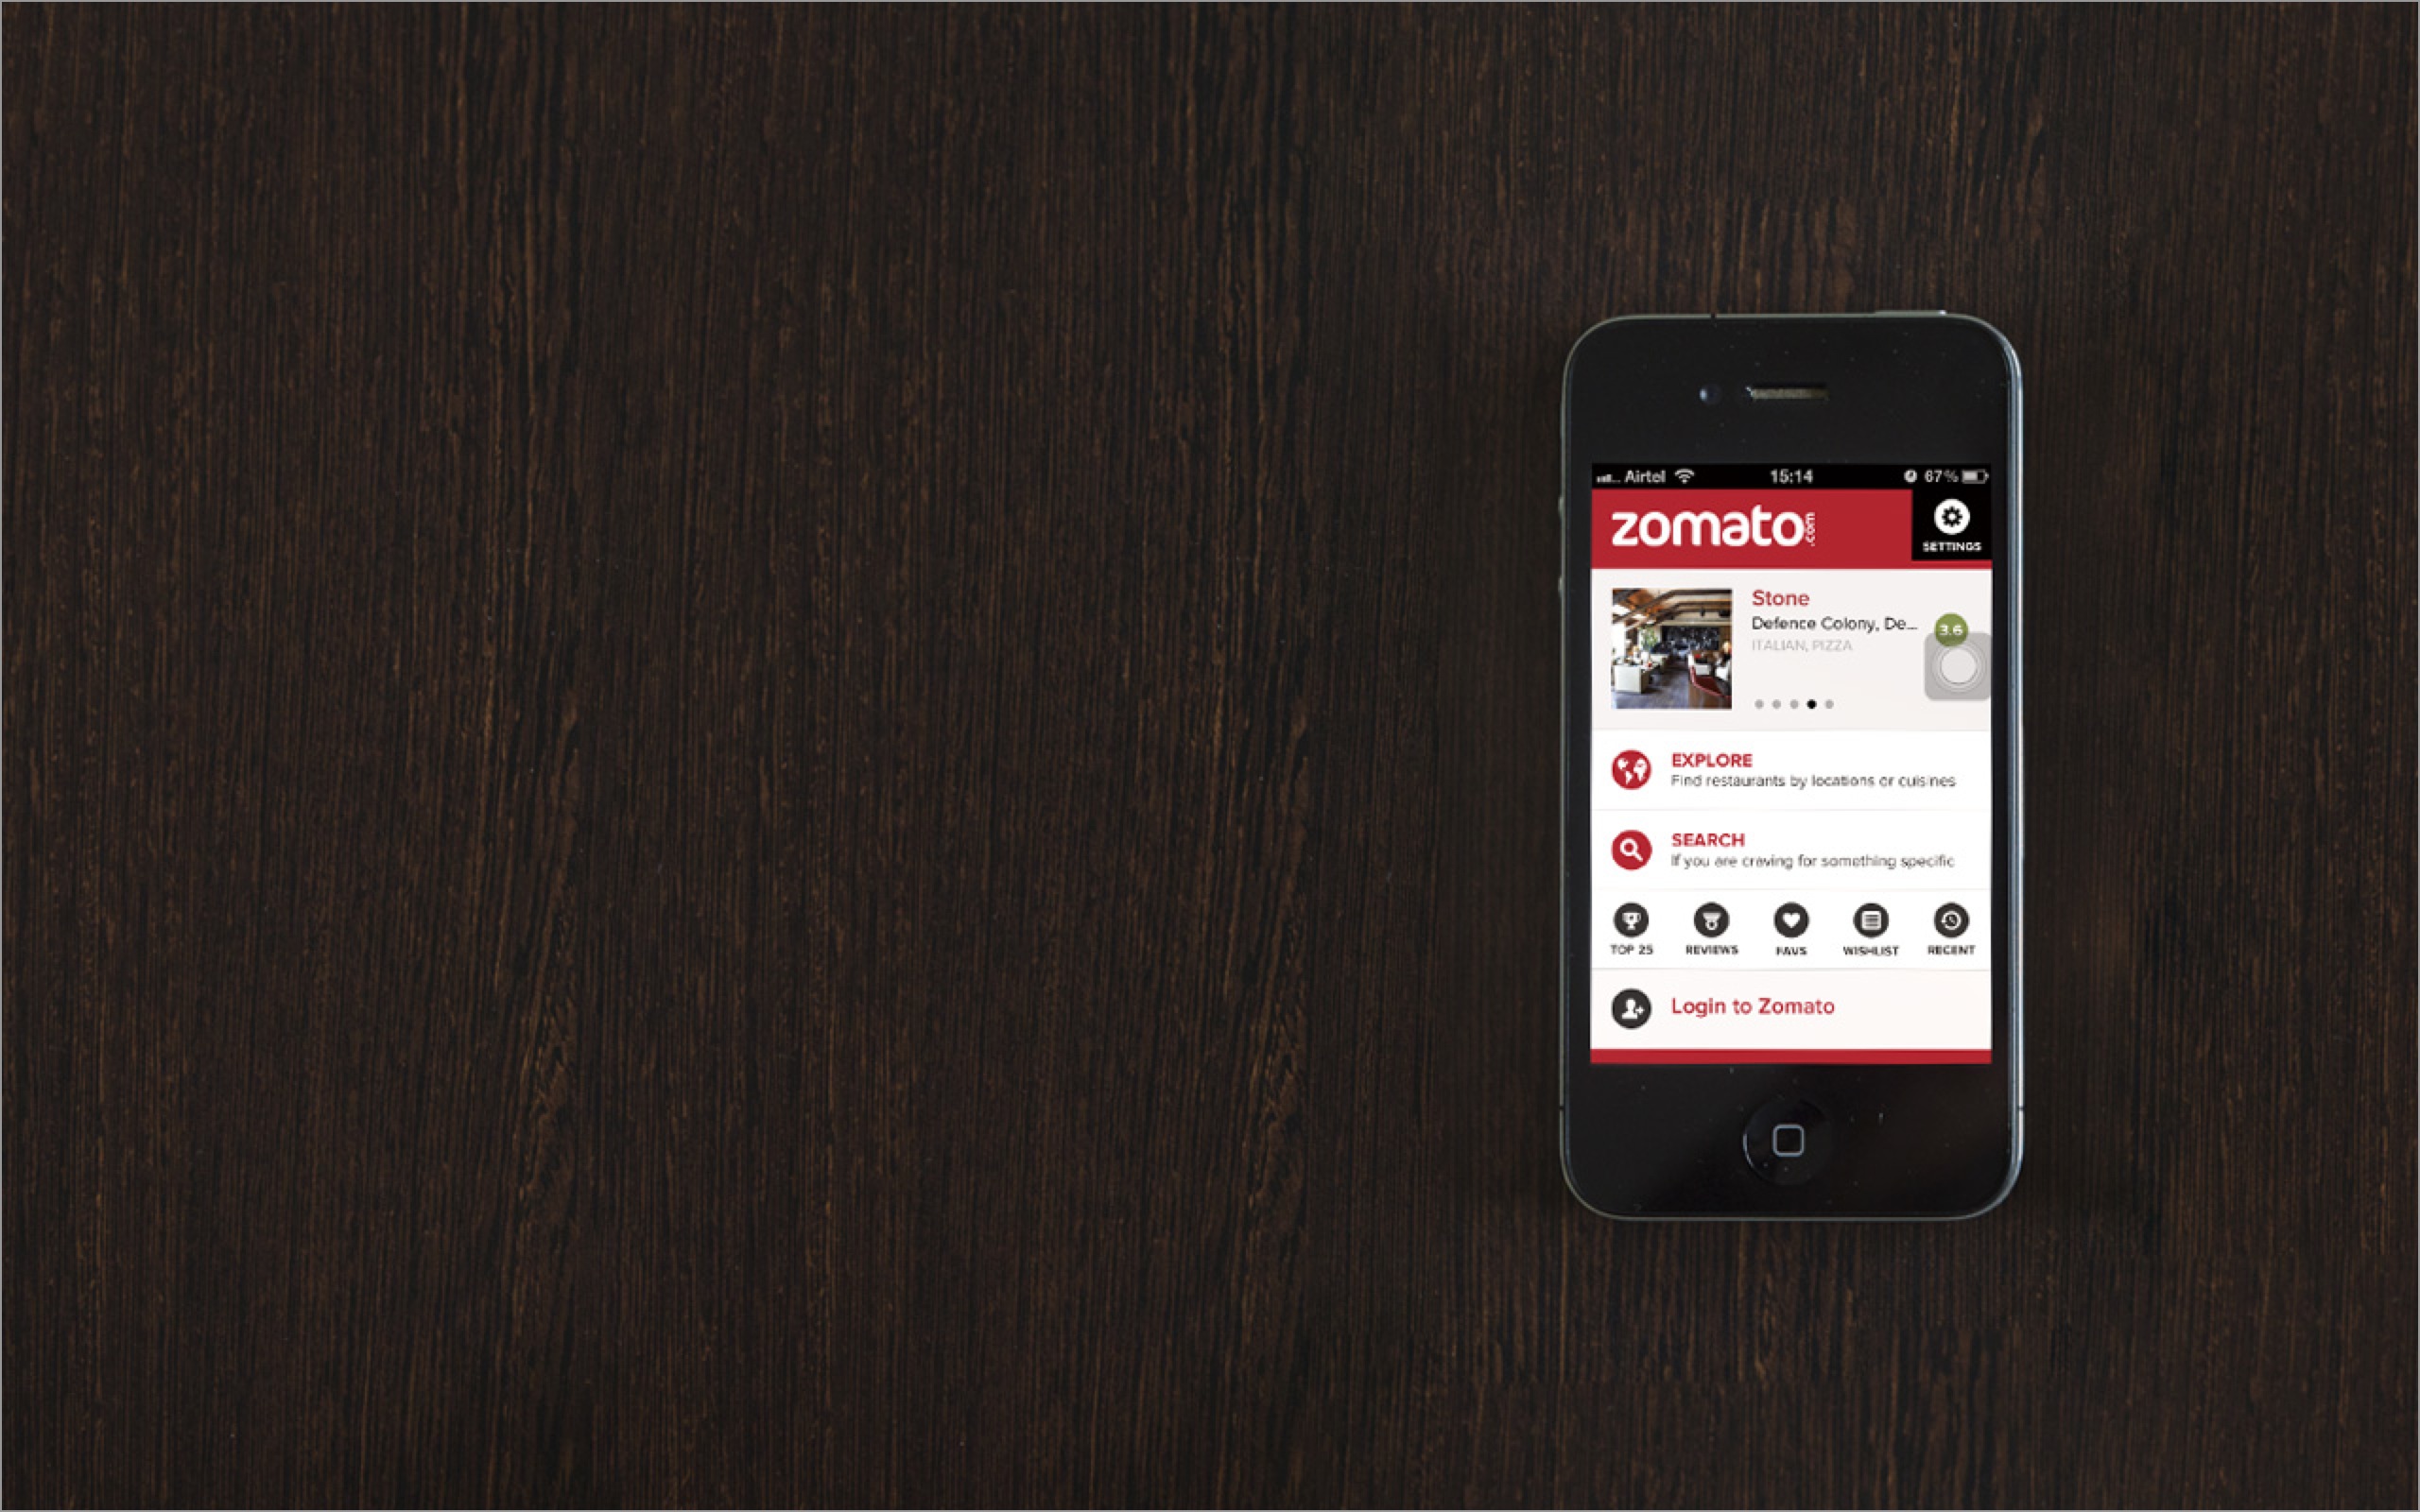 Airtel 15:14 67%
zomato.com
SETTINGS
Stone
Defence Colony, De...
3.6
ITALIAN, PIZZA
EXPLORE
Find restaurants by locations or cuisines
SEARCH
If you are craving for something specific
TOP 25 REVIEWS FAVS WISHLIST RECENT
Login to Zomato